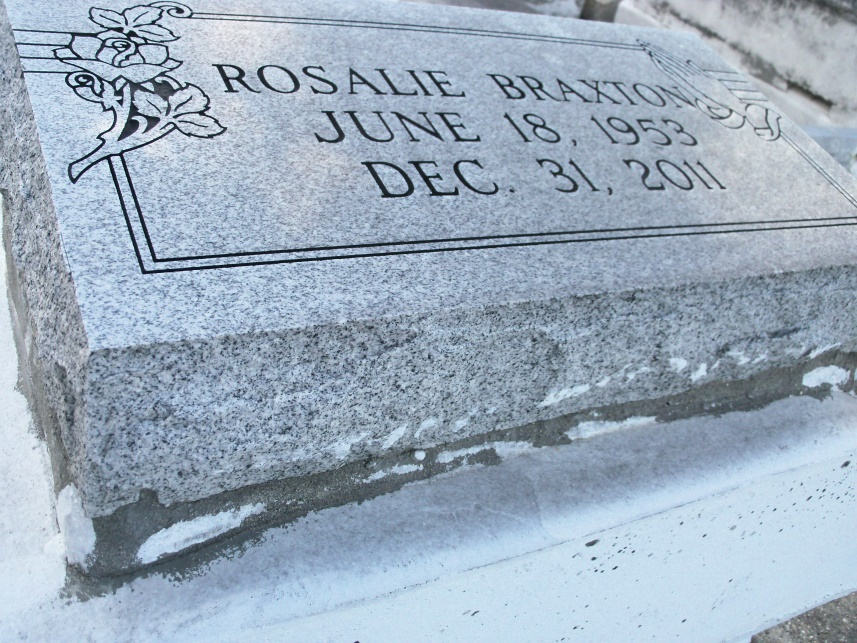 ROSALIE BRAXTON
JUNE 18, 1953
DEC. 31, 2011